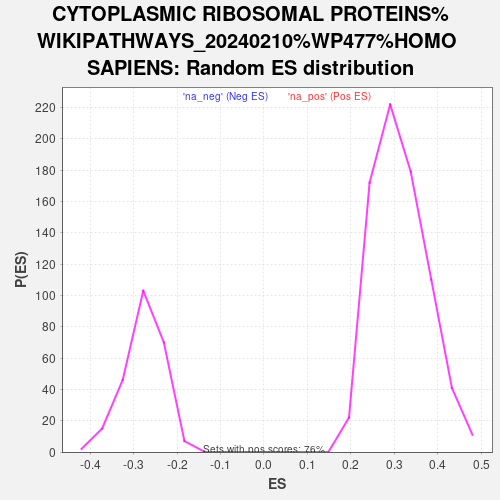 CYTOPLASMIC RIBOSOMAL PROTEINS%
WIKIPATHWAYS_20240210%WP477%HOMO
SAPIENS: Random ES distribution
'na_neg' (Neg ES) 'na_pos' (Pos ES)
220
200
180
160
140
120
100
80
60
40
20
0
P(ES)
Sets with pos scores: 76%
-0.4 -0.3 -0.2 -0.1 0.0 0.1 0.2 0.3 0.4 0.5
ES